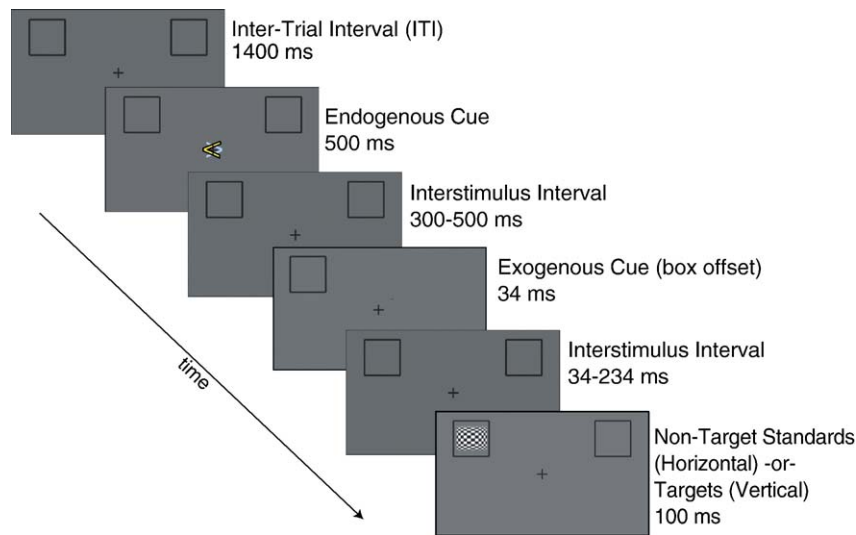 Inter-Trial Interval (ITI)
1400 ms
Endogenous Cue
500 ms
Interstimulus Interval
300-500 ms
Exogenous Cue (box offset)
34 ms
Interstimulus Interval
34-234 ms
time
Non-Target Standards
(Horizontal) -or-
Targets (Vertical)
100 ms